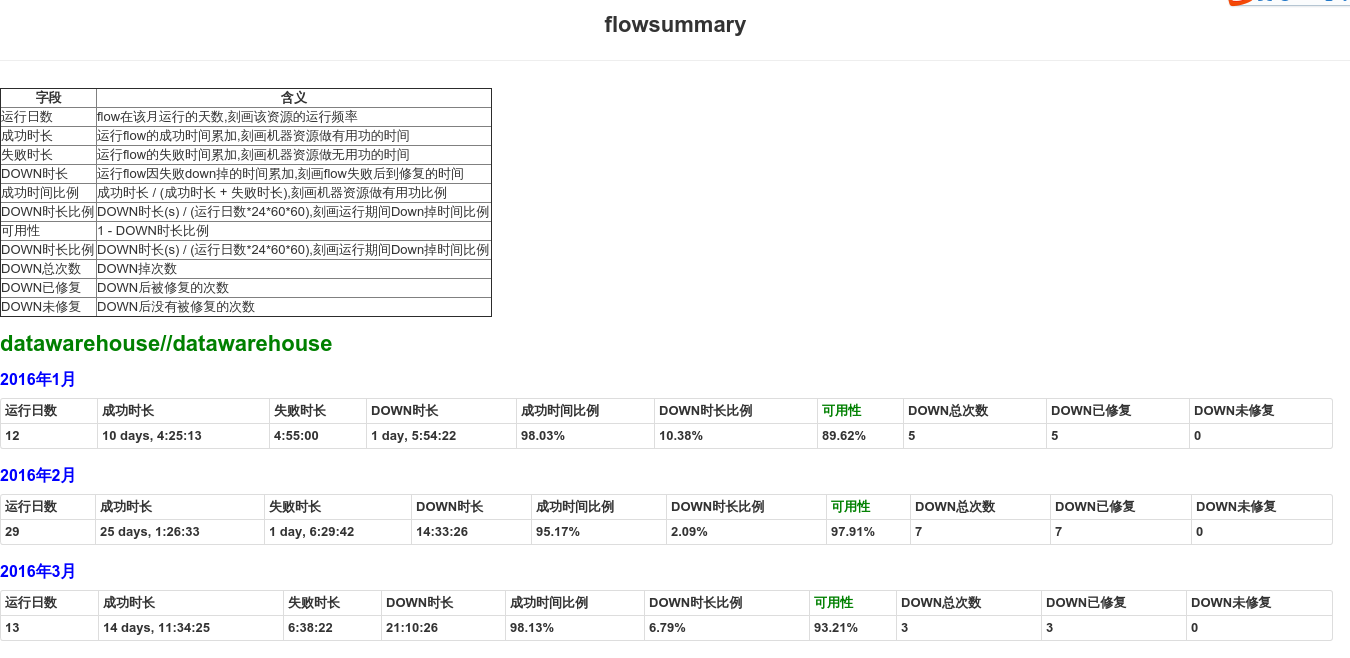 flowsummary
字段 含义
运行日数 flow在该月运行的天数,刻画该资源的运行频率
成功时长 运行flow的成功时间累加,刻画机器资源做有用功的时间
失败时长 运行flow的失败时间累加,刻画机器资源做无用功的时间
DOWN时长 运行flow因失败down掉的时间累加,刻画flow失败后到修复的时间
成功时间比例 成功时长 / (成功时长 + 失败时长),刻画机器资源做有用功比例
DOWN时长比例 DOWN时长(s) / (运行日数*24*60*60),刻画运行期间Down掉时间比例
可用性 1 - DOWN时长比例
DOWN时长比例 DOWN时长(s) / (运行日数*24*60*60),刻画运行期间Down掉时间比例
DOWN总次数 DOWN掉次数
DOWN已修复 DOWN后被修复的次数
DOWN未修复 DOWN后没有被修复的次数
datawarehouse//datawarehouse
2016年1月
运行日数 成功时长 失败时长 DOWN时长 成功时间比例 DOWN时长比例 可用性 DOWN总次数 DOWN已修复 DOWN未修复
12 10 days, 4:25:13 4:55:00 1 day, 5:54:22 98.03% 10.38% 89.62% 5 5 0
2016年2月
运行日数 成功时长 失败时长 DOWN时长 成功时间比例 DOWN时长比例 可用性 DOWN总次数 DOWN已修复 DOWN未修复
29 25 days, 1:26:33 1 day, 6:29:42 14:33:26 95.17% 2.09% 97.91% 7 7 0
2016年3月
运行日数 成功时长 失败时长 DOWN时长 成功时间比例 DOWN时长比例 可用性 DOWN总次数 DOWN已修复 DOWN未修复
13 14 days, 11:34:25 6:38:22 21:10:26 98.13% 6.79% 93.21% 3 3 0